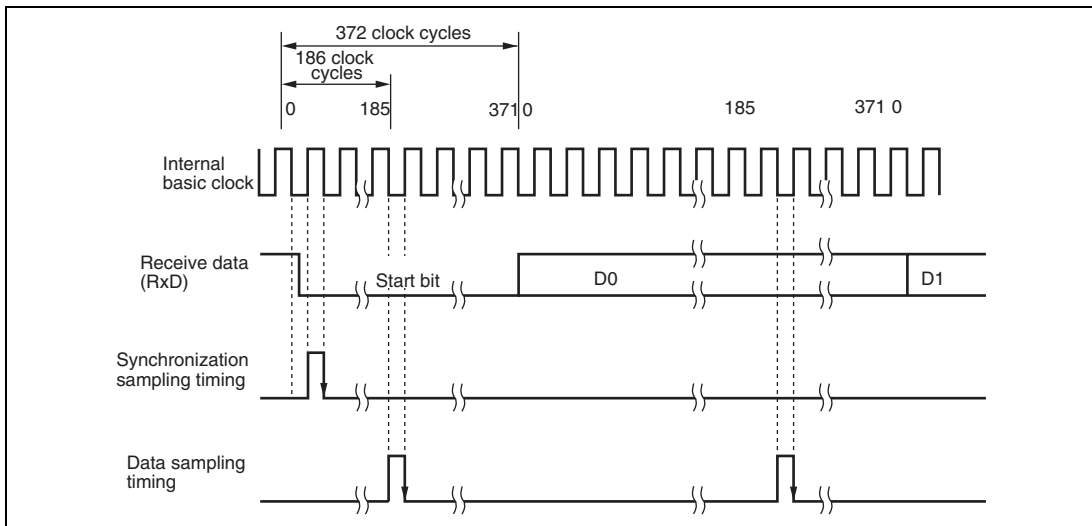 372 clock cycles
186 clock
cycles
0 185 371 0 185 371 0
Internal
basic clock
Receive data
(RxD)
Start bit
D0
D1
Synchronization
sampling timing
Data sampling
timing